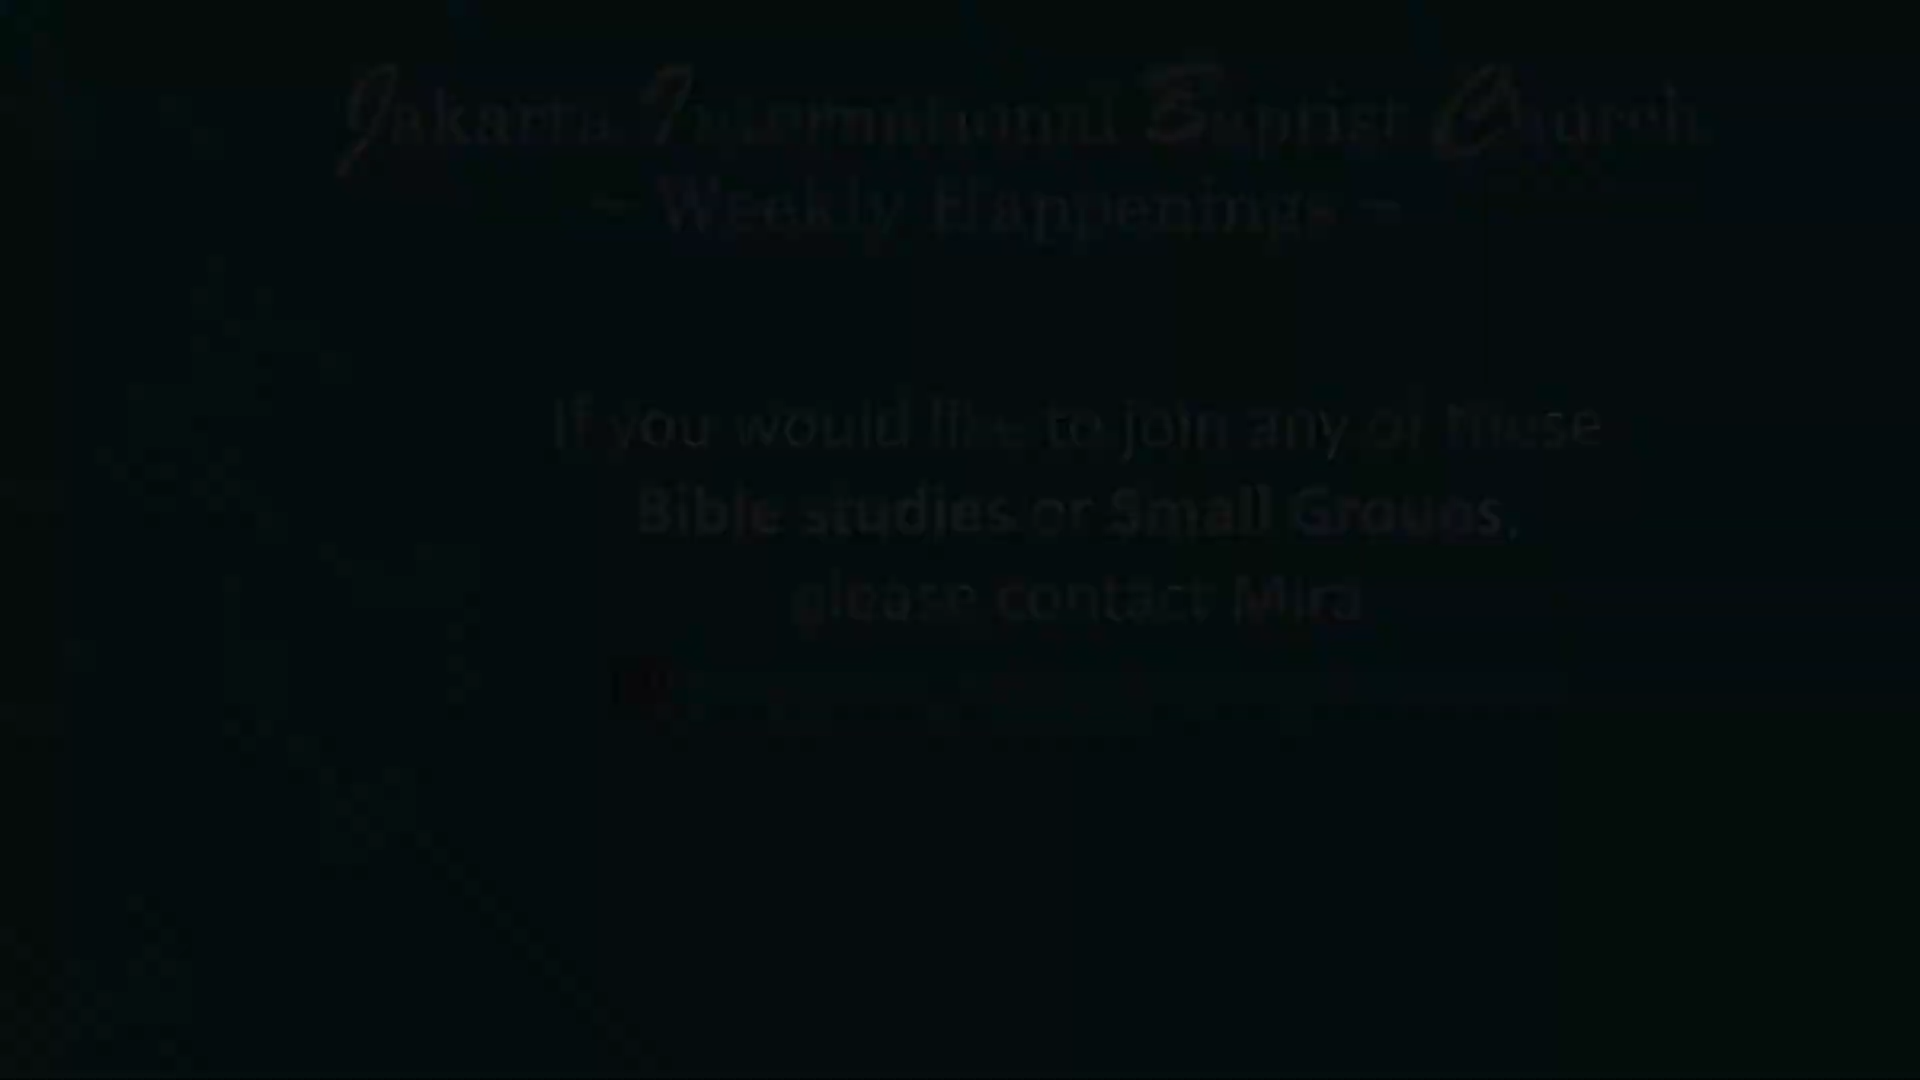 Jakarta International Baptist Church
~ Weekly Happenings ~
If you would like to join any of these
Bible studies or Small Groups,
please contact Mira